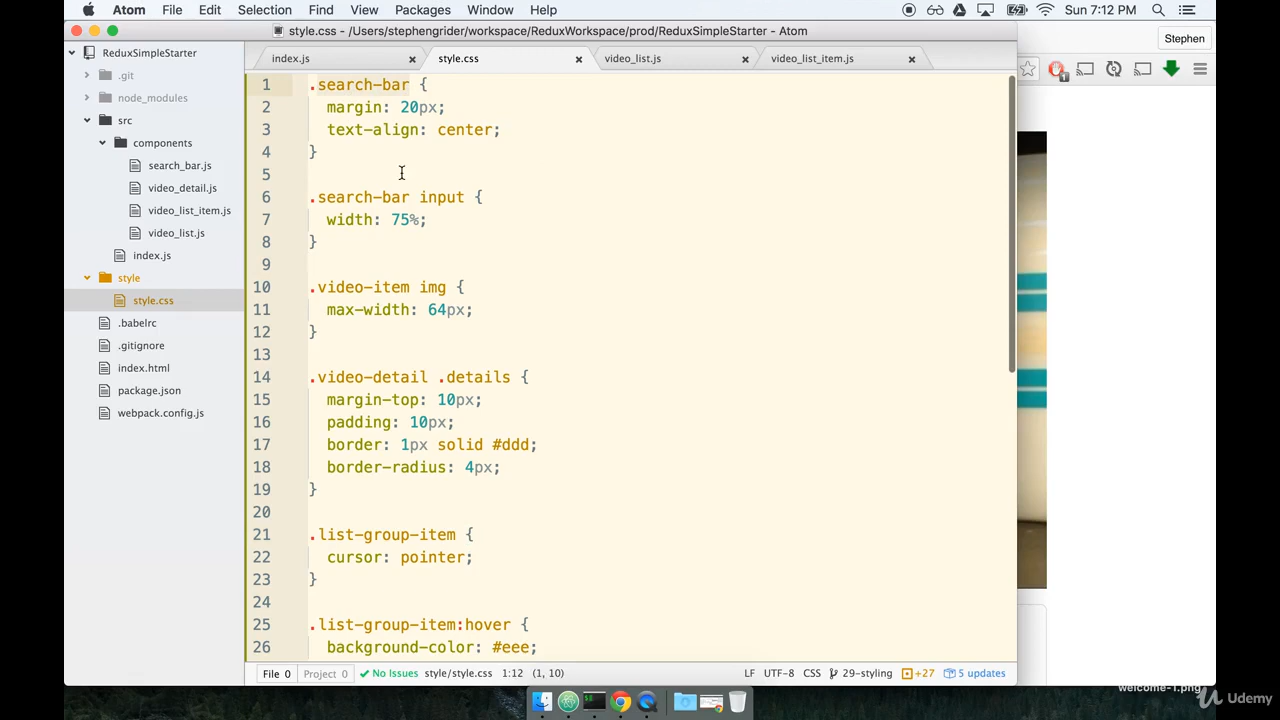 Atom File Edit Selection Find View Packages Window Help Sun 7:12 PM
style.css - /Users/stephengrider/workspace/ReduxWorkspace/prod/ReduxSimpleStarter - Atom
Stephen
ReduxSimpleStarter
.git
node_modules
src
components
search_bar.js
video_detail.js
video_list_item.js
video_list.js
index.js
style
style.css
.babelrc
.gitignore
index.html
package.json
webpack.config.js
index.js style.css video_list.js video_list_item.js
1 .search-bar {
2 margin: 20px;
3 text-align: center;
4 }
5
6 .search-bar input {
7 width: 75%;
8 }
9
10 .video-item img {
11 max-width: 64px;
12 }
13
14 .video-detail .details {
15 margin-top: 10px;
16 padding: 10px;
17 border: 1px solid #ddd;
18 border-radius: 4px;
19 }
20
21 .list-group-item {
22 cursor: pointer;
23 }
24
25 .list-group-item:hover {
26 background-color: #eee;
File 0 Project 0 No Issues style/style.css 1:12 (1, 10) LF UTF-8 CSS 29-styling +27 5 updates
1
welcome-1.png
Udemy